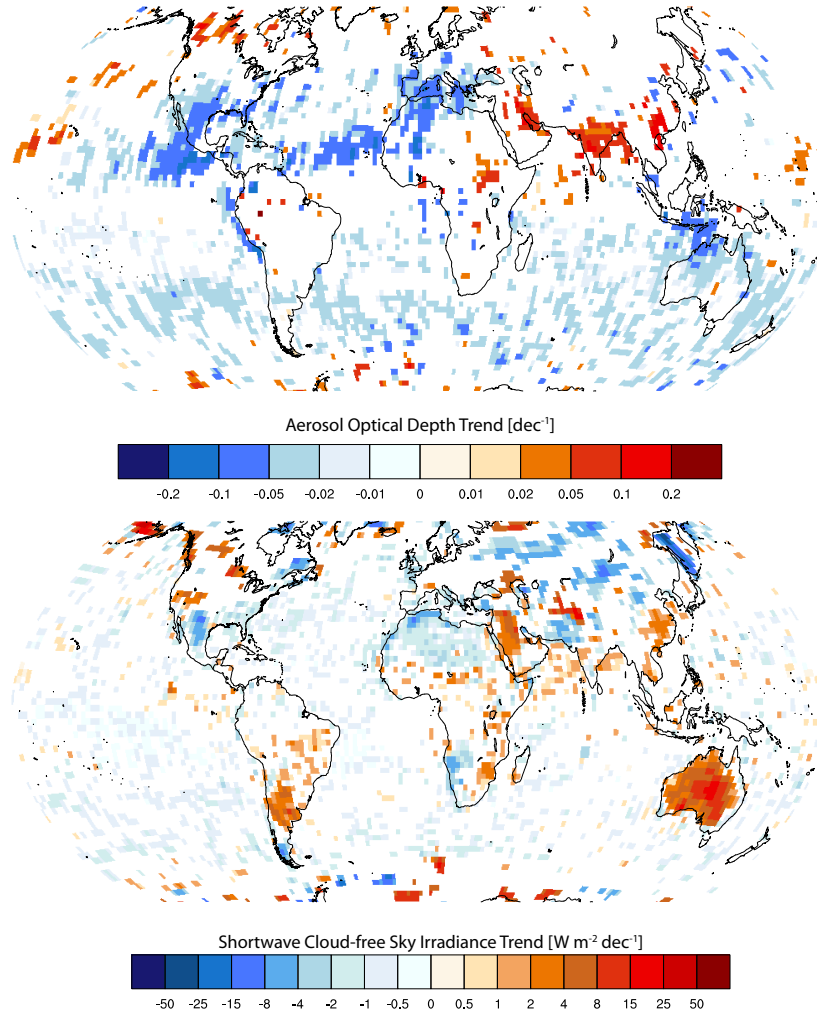 Aerosol Optical Depth Trend [dec⁻¹]
-0.2 -0.1 -0.05 -0.02 -0.01 0 0.01 0.02 0.05 0.1 0.2
Shortwave Cloud-free Sky Irradiance Trend [W m⁻² dec⁻¹]
-50 -25 -15 -8 -4 -2 -1 -0.5 0 0.5 1 2 4 8 15 25 50